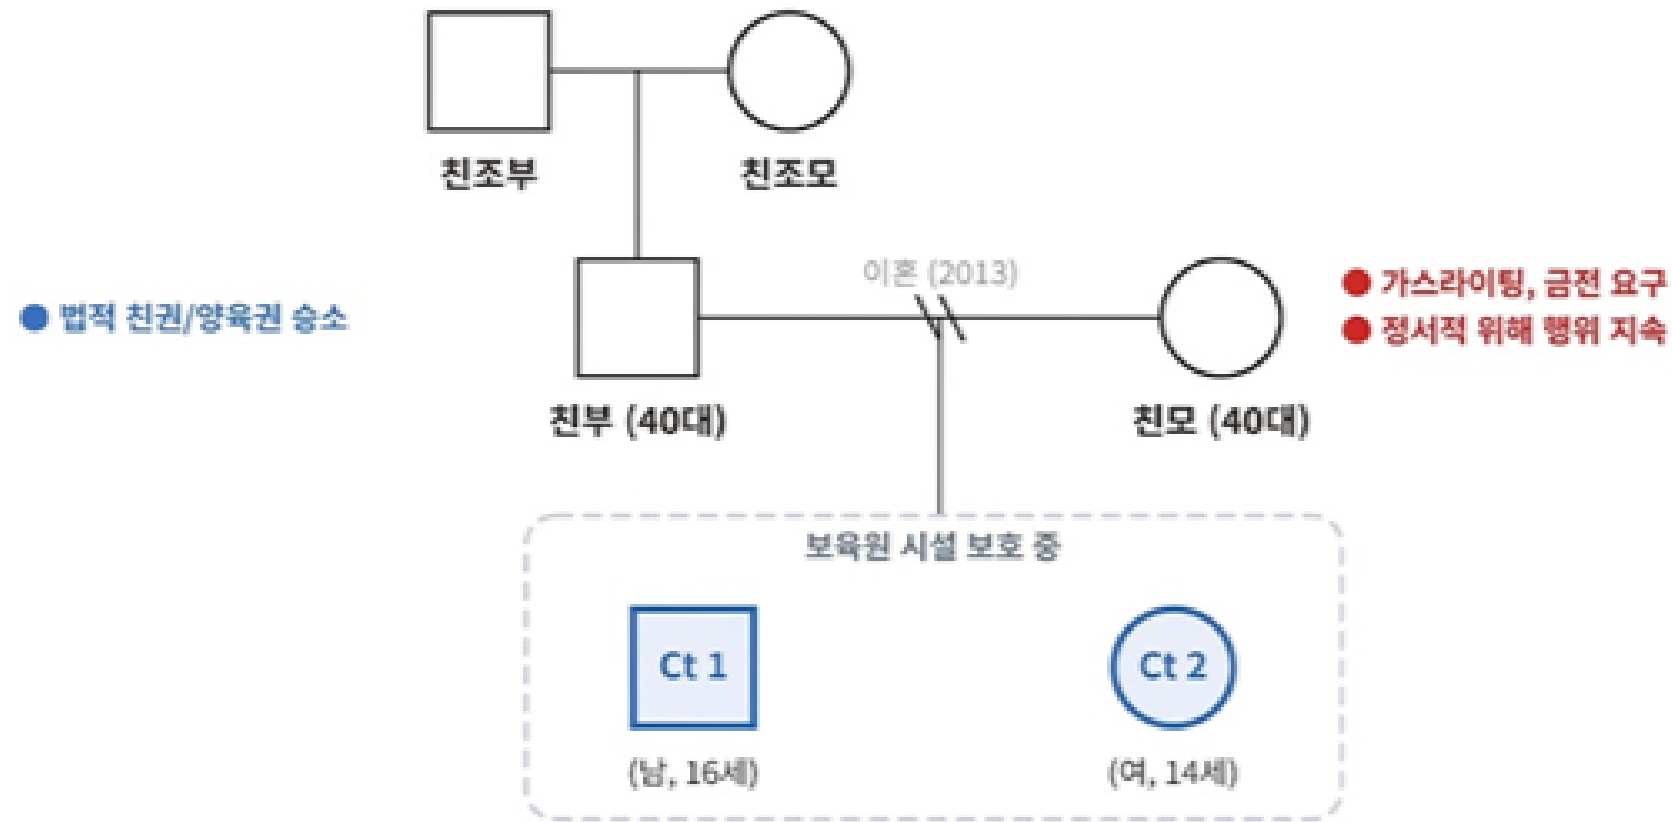 친조부
친조모
이혼 (2013)
● 법적 친권/양육권 승소
● 가스라이팅, 금전 요구
● 정서적 위해 행위 지속
친부 (40대)
친모 (40대)
보육원 시설 보호 중
Ct 1
Ct 2
(남, 16세)
(여, 14세)